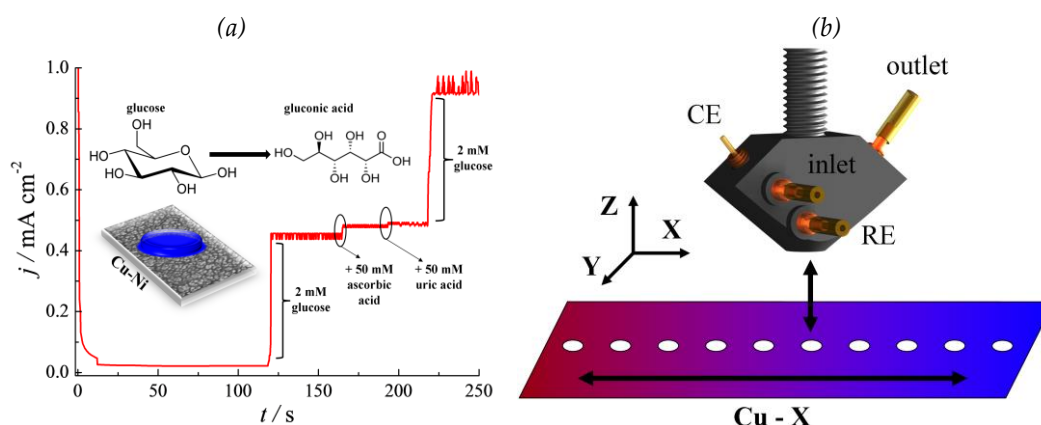 (a)
j / mA cm⁻²
1.0
0.8
0.6
0.4
0.2
0.0
0
50
100
150
200
250
t / s
glucose
OH
HO
HO
OH
OH
O
gluconic acid
OH
OH
O
HO
OH
OH
OH
Cu–Ni
2 mM
glucose
+ 50 mM
ascorbic
acid
+ 50 mM
uric acid
2 mM
glucose
(b)
outlet
CE
inlet
RE
Z
X
Y
Cu - X